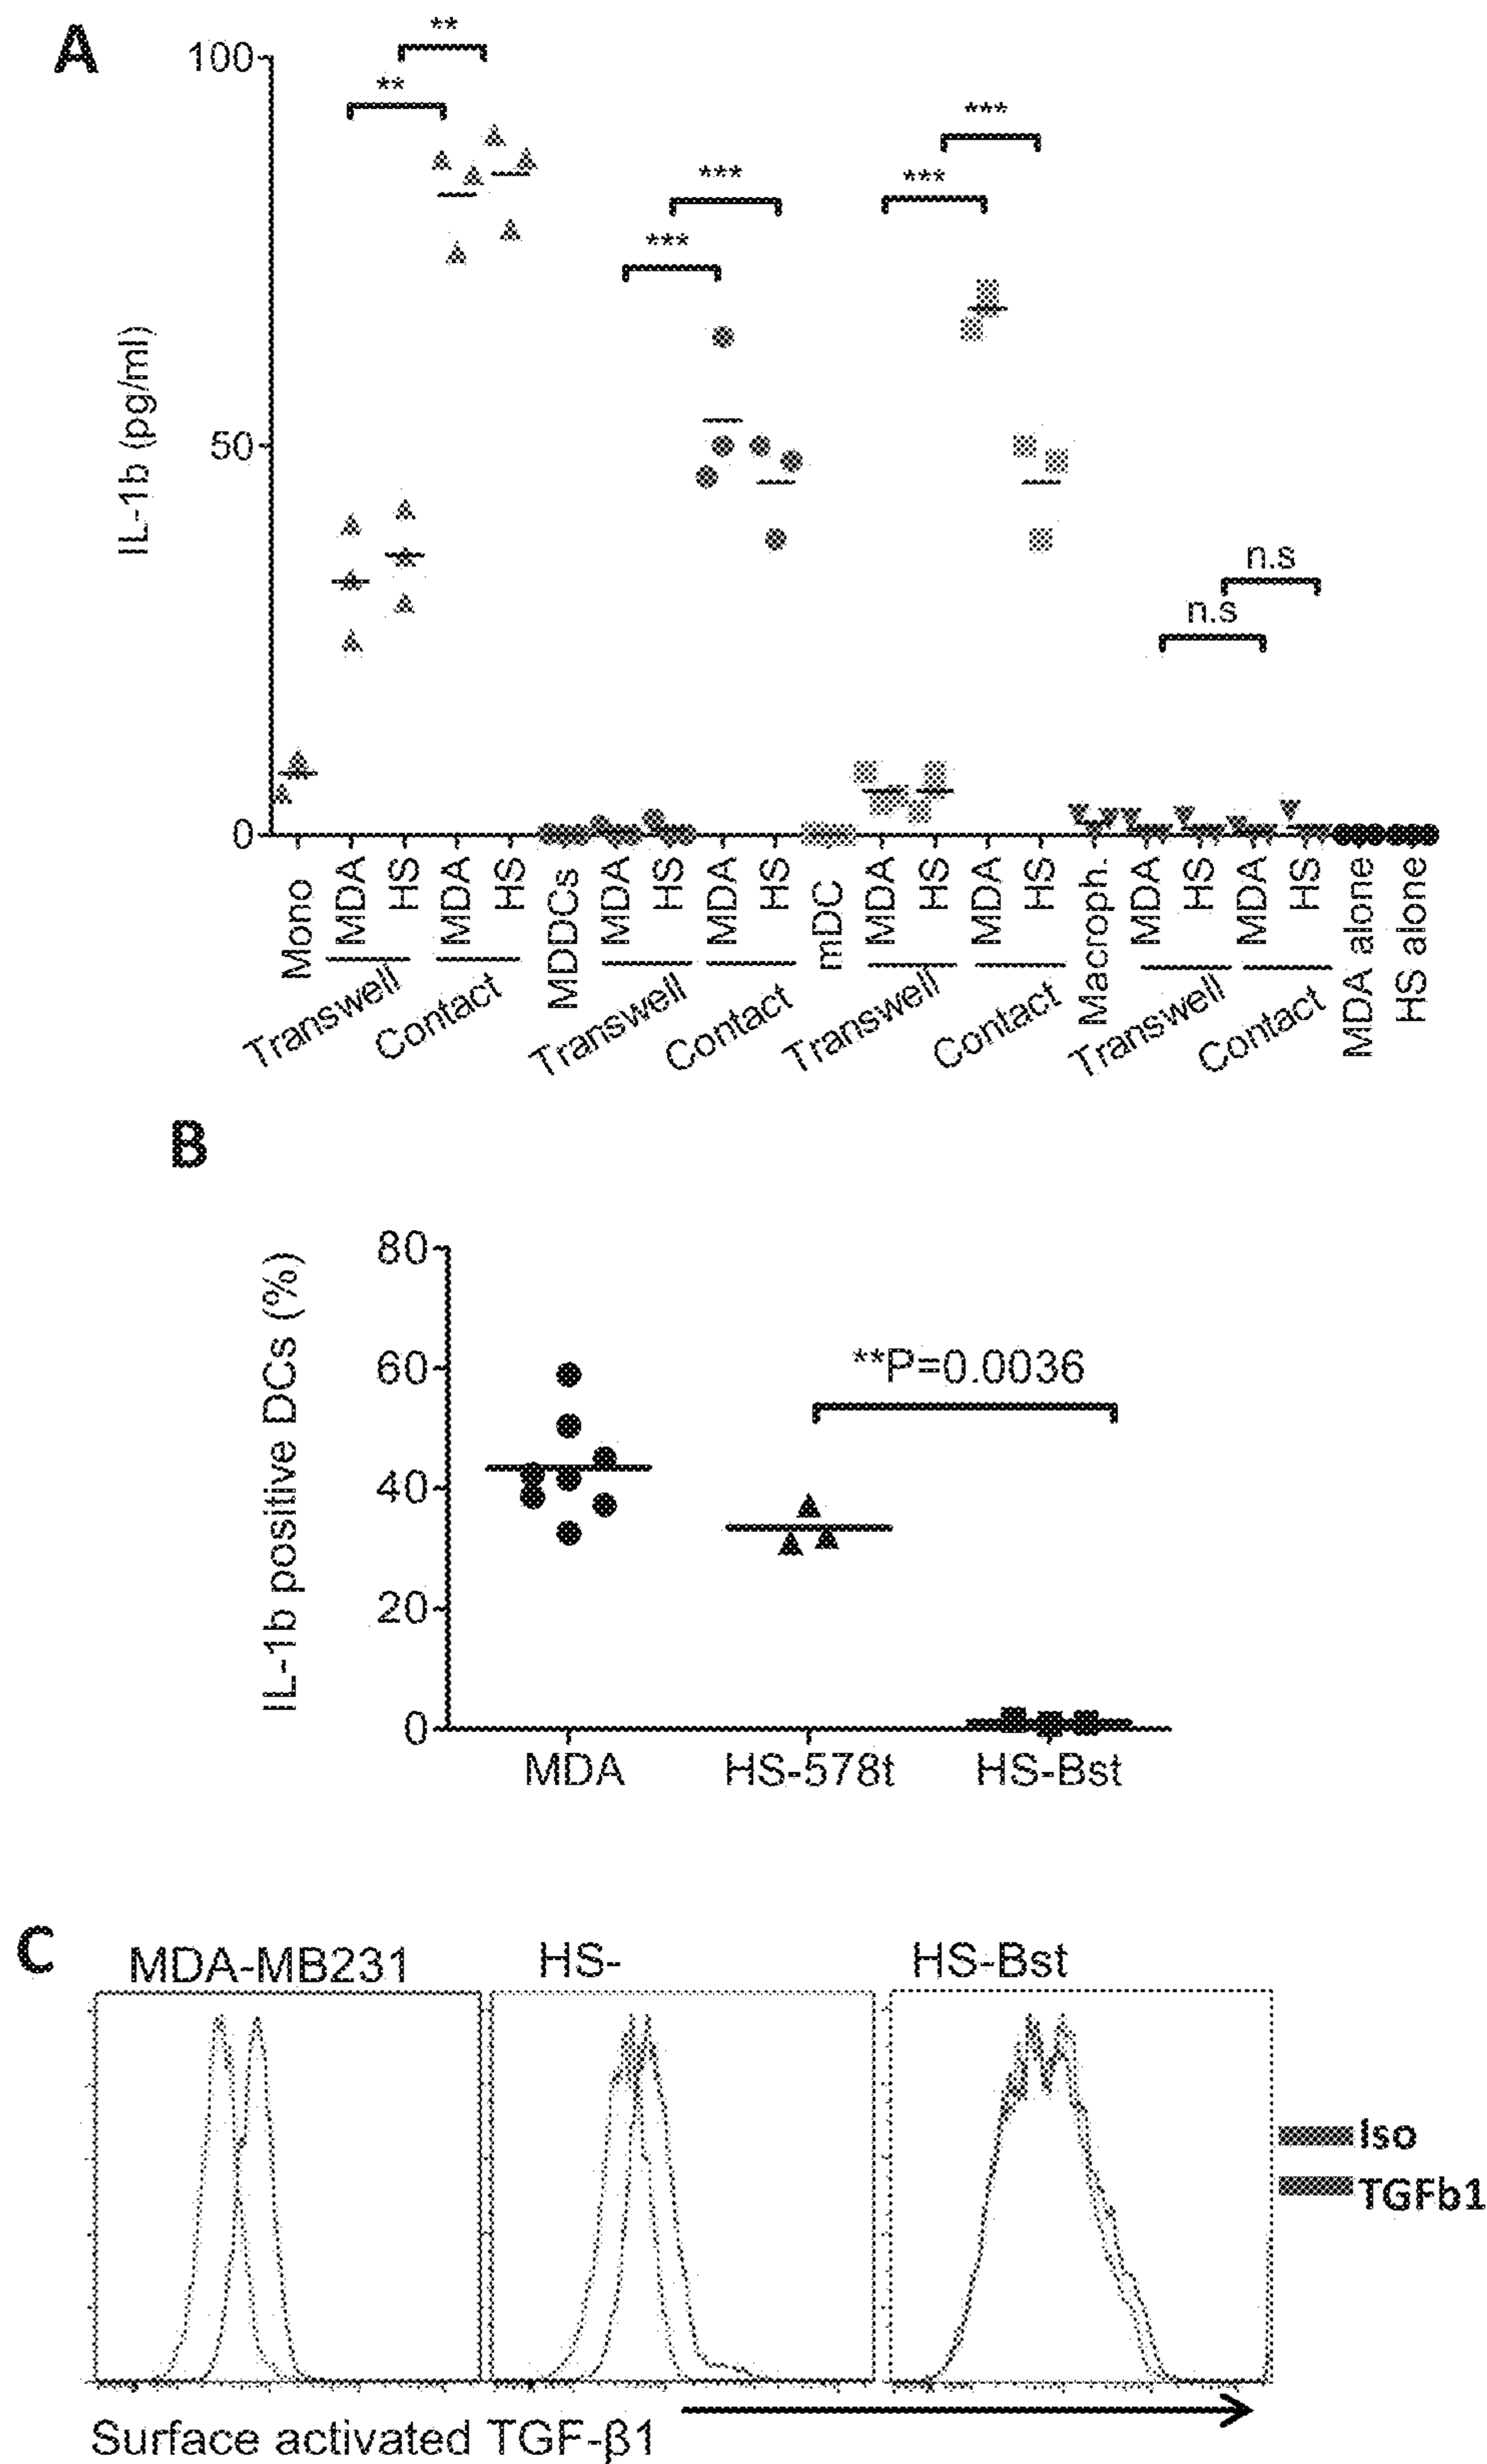 A
**
100
**
***
***
***
***
IL-1b (pg/ml)
50
n.s
n.s
0
Mono MDA HS MDA HS MDDCs MDA HS MDA HS mDC MDA HS MDA HS Macroph. MDA HS MDA HS MDA alone HS alone
Transwell Contact Transwell Contact Transwell Contact Transwell Contact
B
80
IL-1b positive DCs (%)
60
**P=0.0036
40
20
0
MDA HS-578t HS-Bst
C
MDA-MB231 HS- HS-Bst
Iso
TGFb1
Surface activated TGF-β1